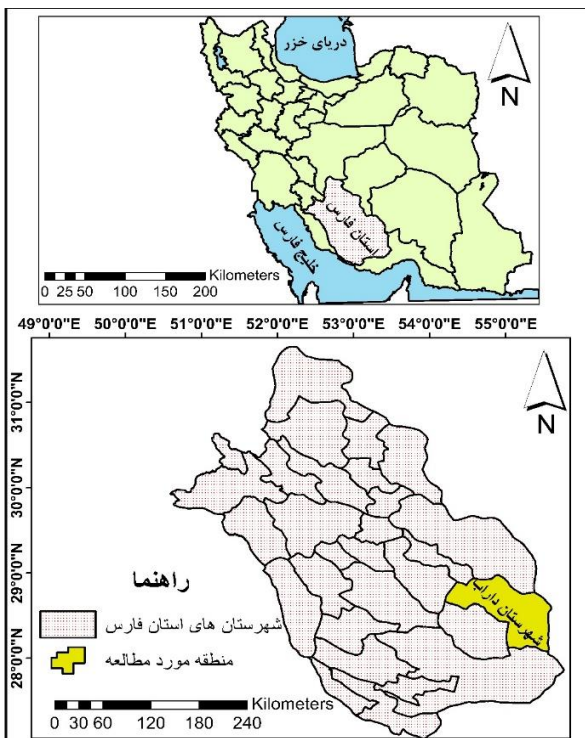 دریای خزر
N
استان فارس
خلیج فارس
Kilometers
0 25 50 100 150 200
49°0'0"E 50°0'0"E 51°0'0"E 52°0'0"E 53°0'0"E 54°0'0"E 55°0'0"E
31°0'0"N
30°0'0"N
29°0'0"N
28°0'0"N
N
شهرستان داراب
راهنما
شهرستان های استان فارس
منطقه مورد مطالعه
Kilometers
0 30 60 120 180 240